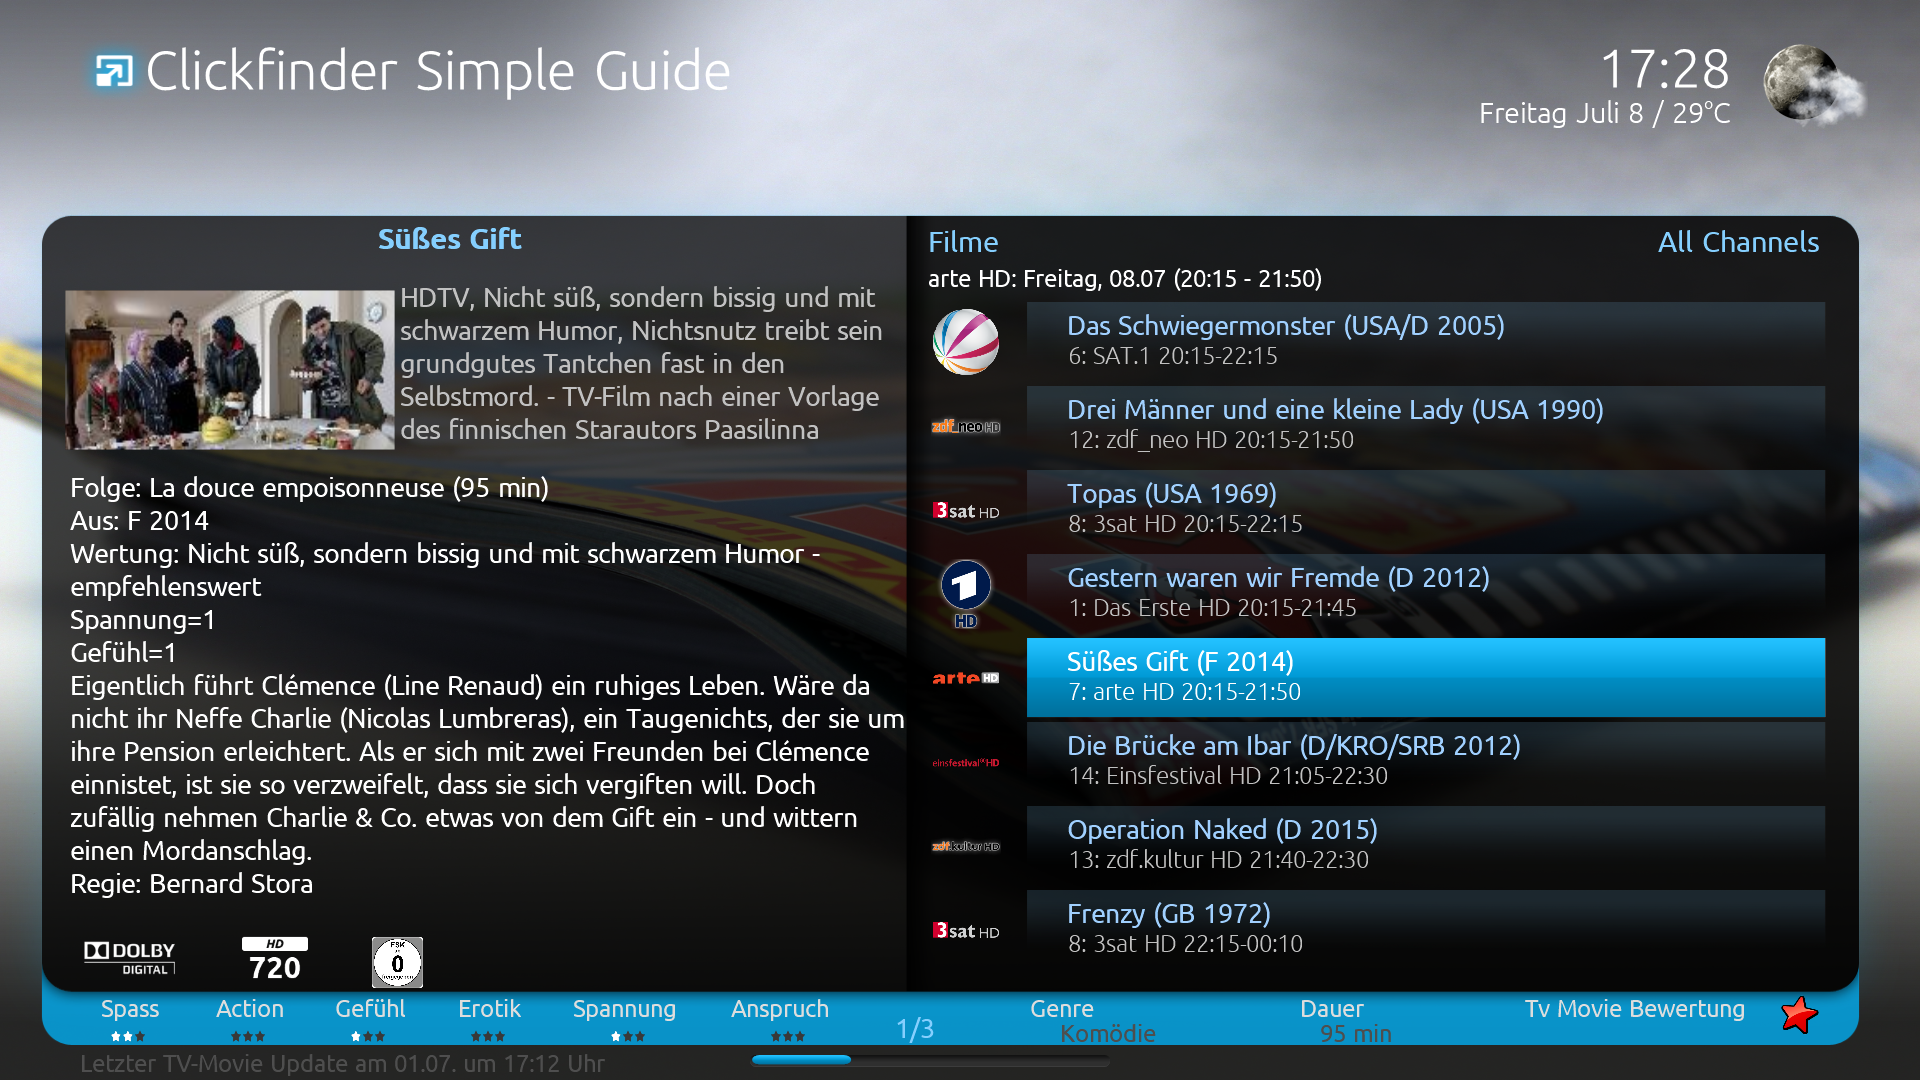 Clickfinder Simple Guide
17:28
Freitag Juli 8 / 29°C
Süßes Gift
HDTV, Nicht süß, sondern bissig und mit
schwarzem Humor, Nichtsnutz treibt sein
grundgutes Tantchen fast in den
Selbstmord. - TV-Film nach einer Vorlage
des finnischen Starautors Paasilinna
Folge: La douce empoisonneuse (95 min)
Aus: F 2014
Wertung: Nicht süß, sondern bissig und mit schwarzem Humor -
empfehlenswert
Spannung=1
Gefühl=1
Eigentlich führt Clémence (Line Renaud) ein ruhiges Leben. Wäre da
nicht ihr Neffe Charlie (Nicolas Lumbreras), ein Taugenichts, der sie um
ihre Pension erleichtert. Als er sich mit zwei Freunden bei Clémence
einnistet, ist sie so verzweifelt, dass sie sich vergiften will. Doch
zufällig nehmen Charlie & Co. etwas von dem Gift ein - und wittern
einen Mordanschlag.
Regie: Bernard Stora
DOLBY
DIGITAL
HD
720
FSK
0
Filme
All Channels
arte HD: Freitag, 08.07 (20:15 - 21:50)
Das Schwiegermonster (USA/D 2005)
6: SAT.1 20:15-22:15
zdf_neo HD
Drei Männer und eine kleine Lady (USA 1990)
12: zdf_neo HD 20:15-21:50
3sat HD
Topas (USA 1969)
8: 3sat HD 20:15-22:15
1
HD
Gestern waren wir Fremde (D 2012)
1: Das Erste HD 20:15-21:45
arte HD
Süßes Gift (F 2014)
7: arte HD 20:15-21:50
einsfestival HD
Die Brücke am Ibar (D/KRO/SRB 2012)
14: Einsfestival HD 21:05-22:30
zdf.kultur HD
Operation Naked (D 2015)
13: zdf.kultur HD 21:40-22:30
3sat HD
Frenzy (GB 1972)
8: 3sat HD 22:15-00:10
Spass
Action
Gefühl
Erotik
Spannung
Anspruch
1/3
Genre
Komödie
Dauer
95 min
Tv Movie Bewertung
Letzter TV-Movie Update am 01.07. um 17:12 Uhr